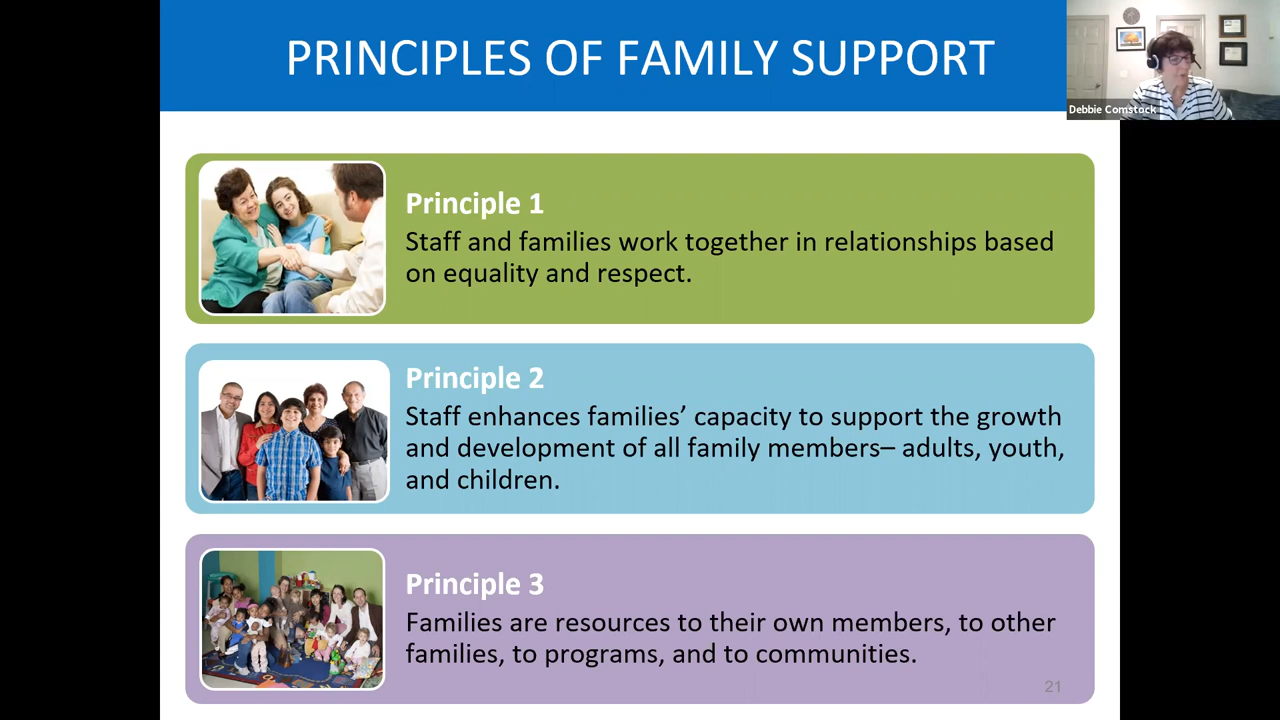 PRINCIPLES OF FAMILY SUPPORT
Debbie Comstock
Principle 1
Staff and families work together in relationships based
on equality and respect.
Principle 2
Staff enhances families’ capacity to support the growth
and development of all family members– adults, youth,
and children.
Principle 3
Families are resources to their own members, to other
families, to programs, and to communities.
21